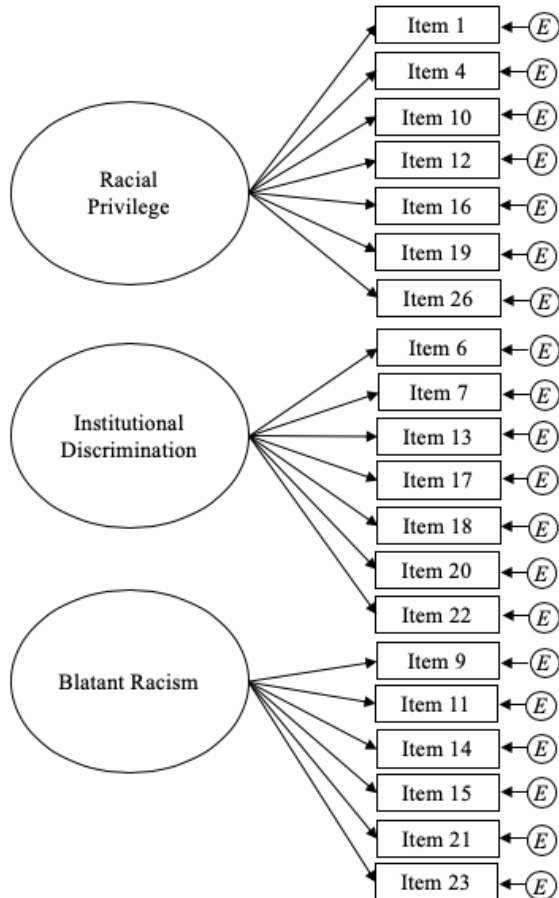 Racial
Privilege
Item 1 E
Item 4 E
Item 10 E
Item 12 E
Item 16 E
Item 19 E
Item 26 E
Institutional
Discrimination
Item 6 E
Item 7 E
Item 13 E
Item 17 E
Item 18 E
Item 20 E
Item 22 E
Blatant Racism
Item 9 E
Item 11 E
Item 14 E
Item 15 E
Item 21 E
Item 23 E